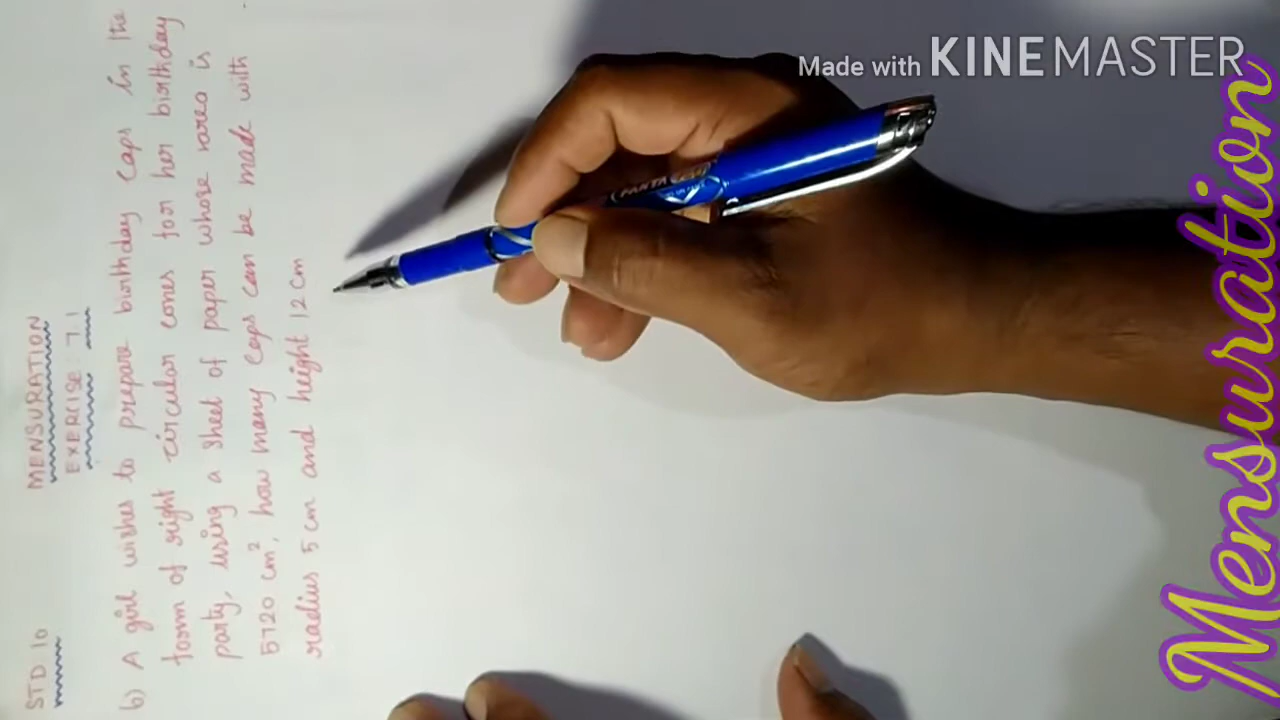 Made with KINEMASTER
Mensuration
STD 10
MENSURATION
EXERCISE: 7.1
b) A girl wishes to prepare birthday caps in the
form of right circular cones for her birthday
party, using a sheet of paper whose area is
5720 cm², how many caps can be made with
radius 5 cm and height 12 cm